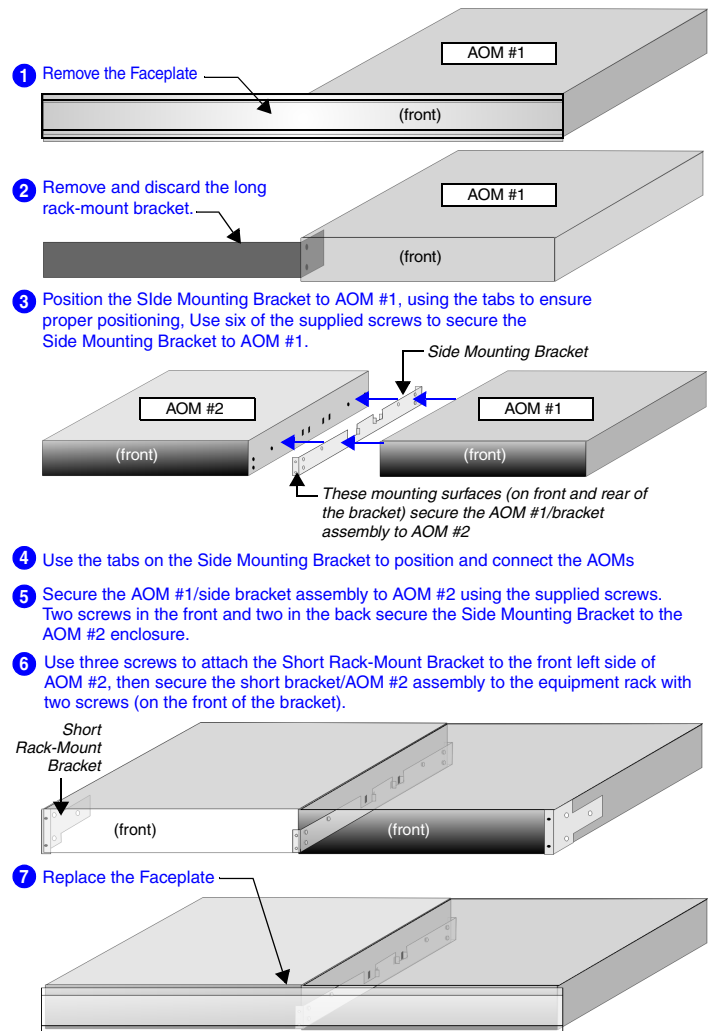 AOM #1
1 Remove the Faceplate
(front)
2 Remove and discard the long
rack-mount bracket.
AOM #1
(front)
3 Position the SIde Mounting Bracket to AOM #1, using the tabs to ensure
proper positioning, Use six of the supplied screws to secure the
Side Mounting Bracket to AOM #1.
Side Mounting Bracket
AOM #2
AOM #1
(front)
(front)
These mounting surfaces (on front and rear of
the bracket) secure the AOM #1/bracket
assembly to AOM #2
4 Use the tabs on the Side Mounting Bracket to position and connect the AOMs
5 Secure the AOM #1/side bracket assembly to AOM #2 using the supplied screws.
Two screws in the front and two in the back secure the Side Mounting Bracket to the
AOM #2 enclosure.
6 Use three screws to attach the Short Rack-Mount Bracket to the front left side of
AOM #2, then secure the short bracket/AOM #2 assembly to the equipment rack with
two screws (on the front of the bracket).
Short
Rack-Mount
Bracket
(front)
(front)
7 Replace the Faceplate